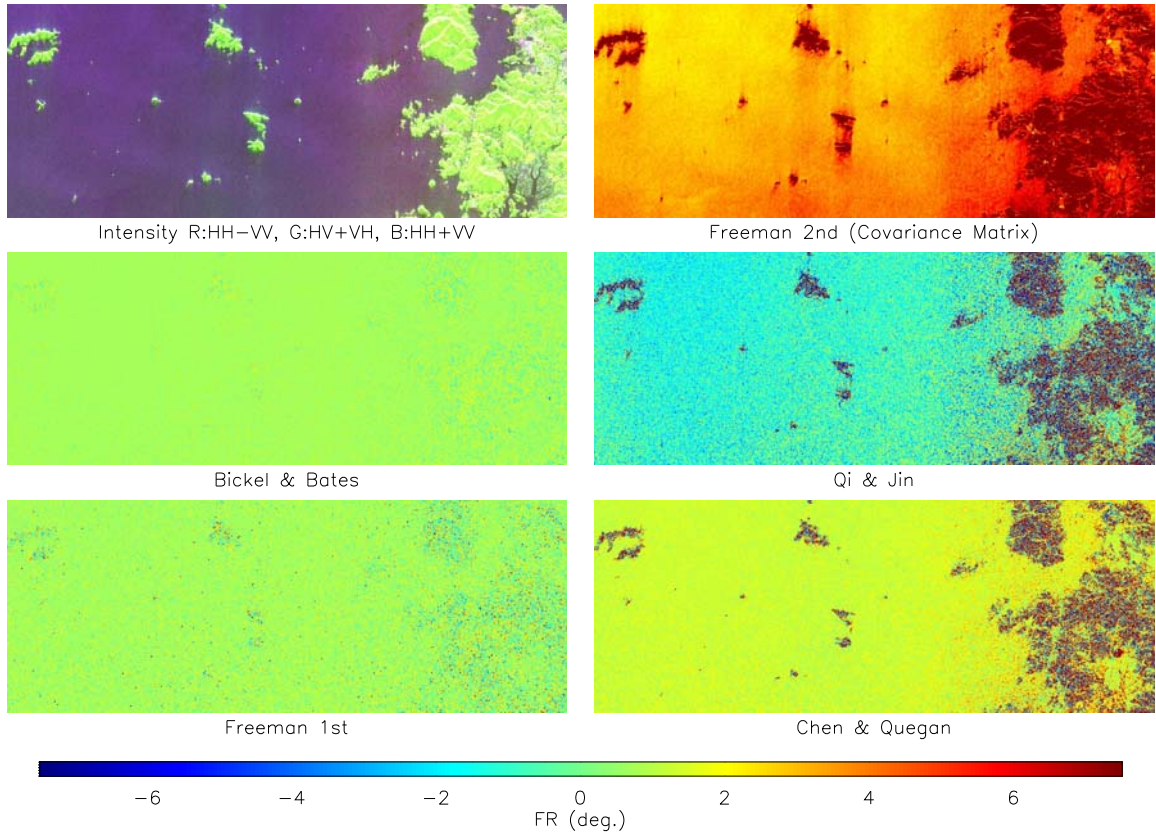 Intensity R:HH−VV, G:HV+VH, B:HH+VV
Freeman 2nd (Covariance Matrix)
Bickel & Bates
Qi & Jin
Freeman 1st
Chen & Quegan
−6 −4 −2 0 2 4 6
FR (deg.)